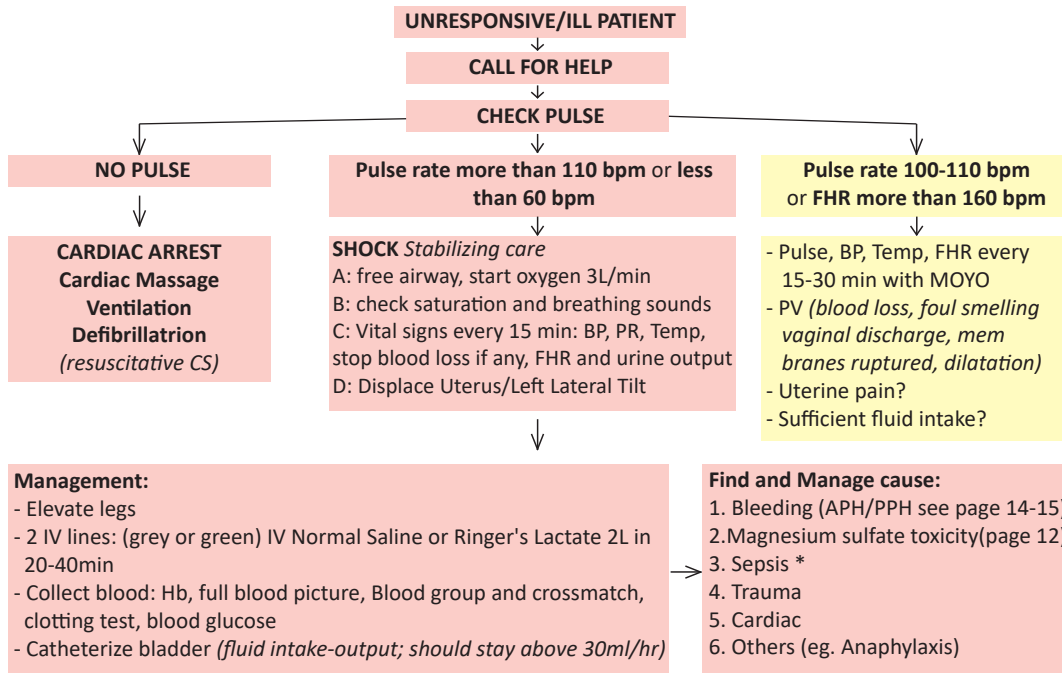 UNRESPONSIVE/ILL PATIENT
CALL FOR HELP
CHECK PULSE
NO PULSE
CARDIAC ARREST
Cardiac Massage
Ventilation
Defibrillatrion
(resuscitative CS)
Pulse rate more than 110 bpm or less
than 60 bpm
SHOCK Stabilizing care
A: free airway, start oxygen 3L/min
B: check saturation and breathing sounds
C: Vital signs every 15 min: BP, PR, Temp,
stop blood loss if any, FHR and urine output
D: Displace Uterus/Left Lateral Tilt
Pulse rate 100-110 bpm
or FHR more than 160 bpm
- Pulse, BP, Temp, FHR every
15-30 min with MOYO
- PV (blood loss, foul smelling
vaginal discharge, mem
branes ruptured, dilatation)
- Uterine pain?
- Sufficient fluid intake?
Management:
- Elevate legs
- 2 IV lines: (grey or green) IV Normal Saline or Ringer's Lactate 2L in
20-40min
- Collect blood: Hb, full blood picture, Blood group and crossmatch,
clotting test, blood glucose
- Catheterize bladder (fluid intake-output; should stay above 30ml/hr)
Find and Manage cause:
1. Bleeding (APH/PPH see page 14-15)
2.Magnesium sulfate toxicity(page 12)
3. Sepsis *
4. Trauma
5. Cardiac
6. Others (eg. Anaphylaxis)